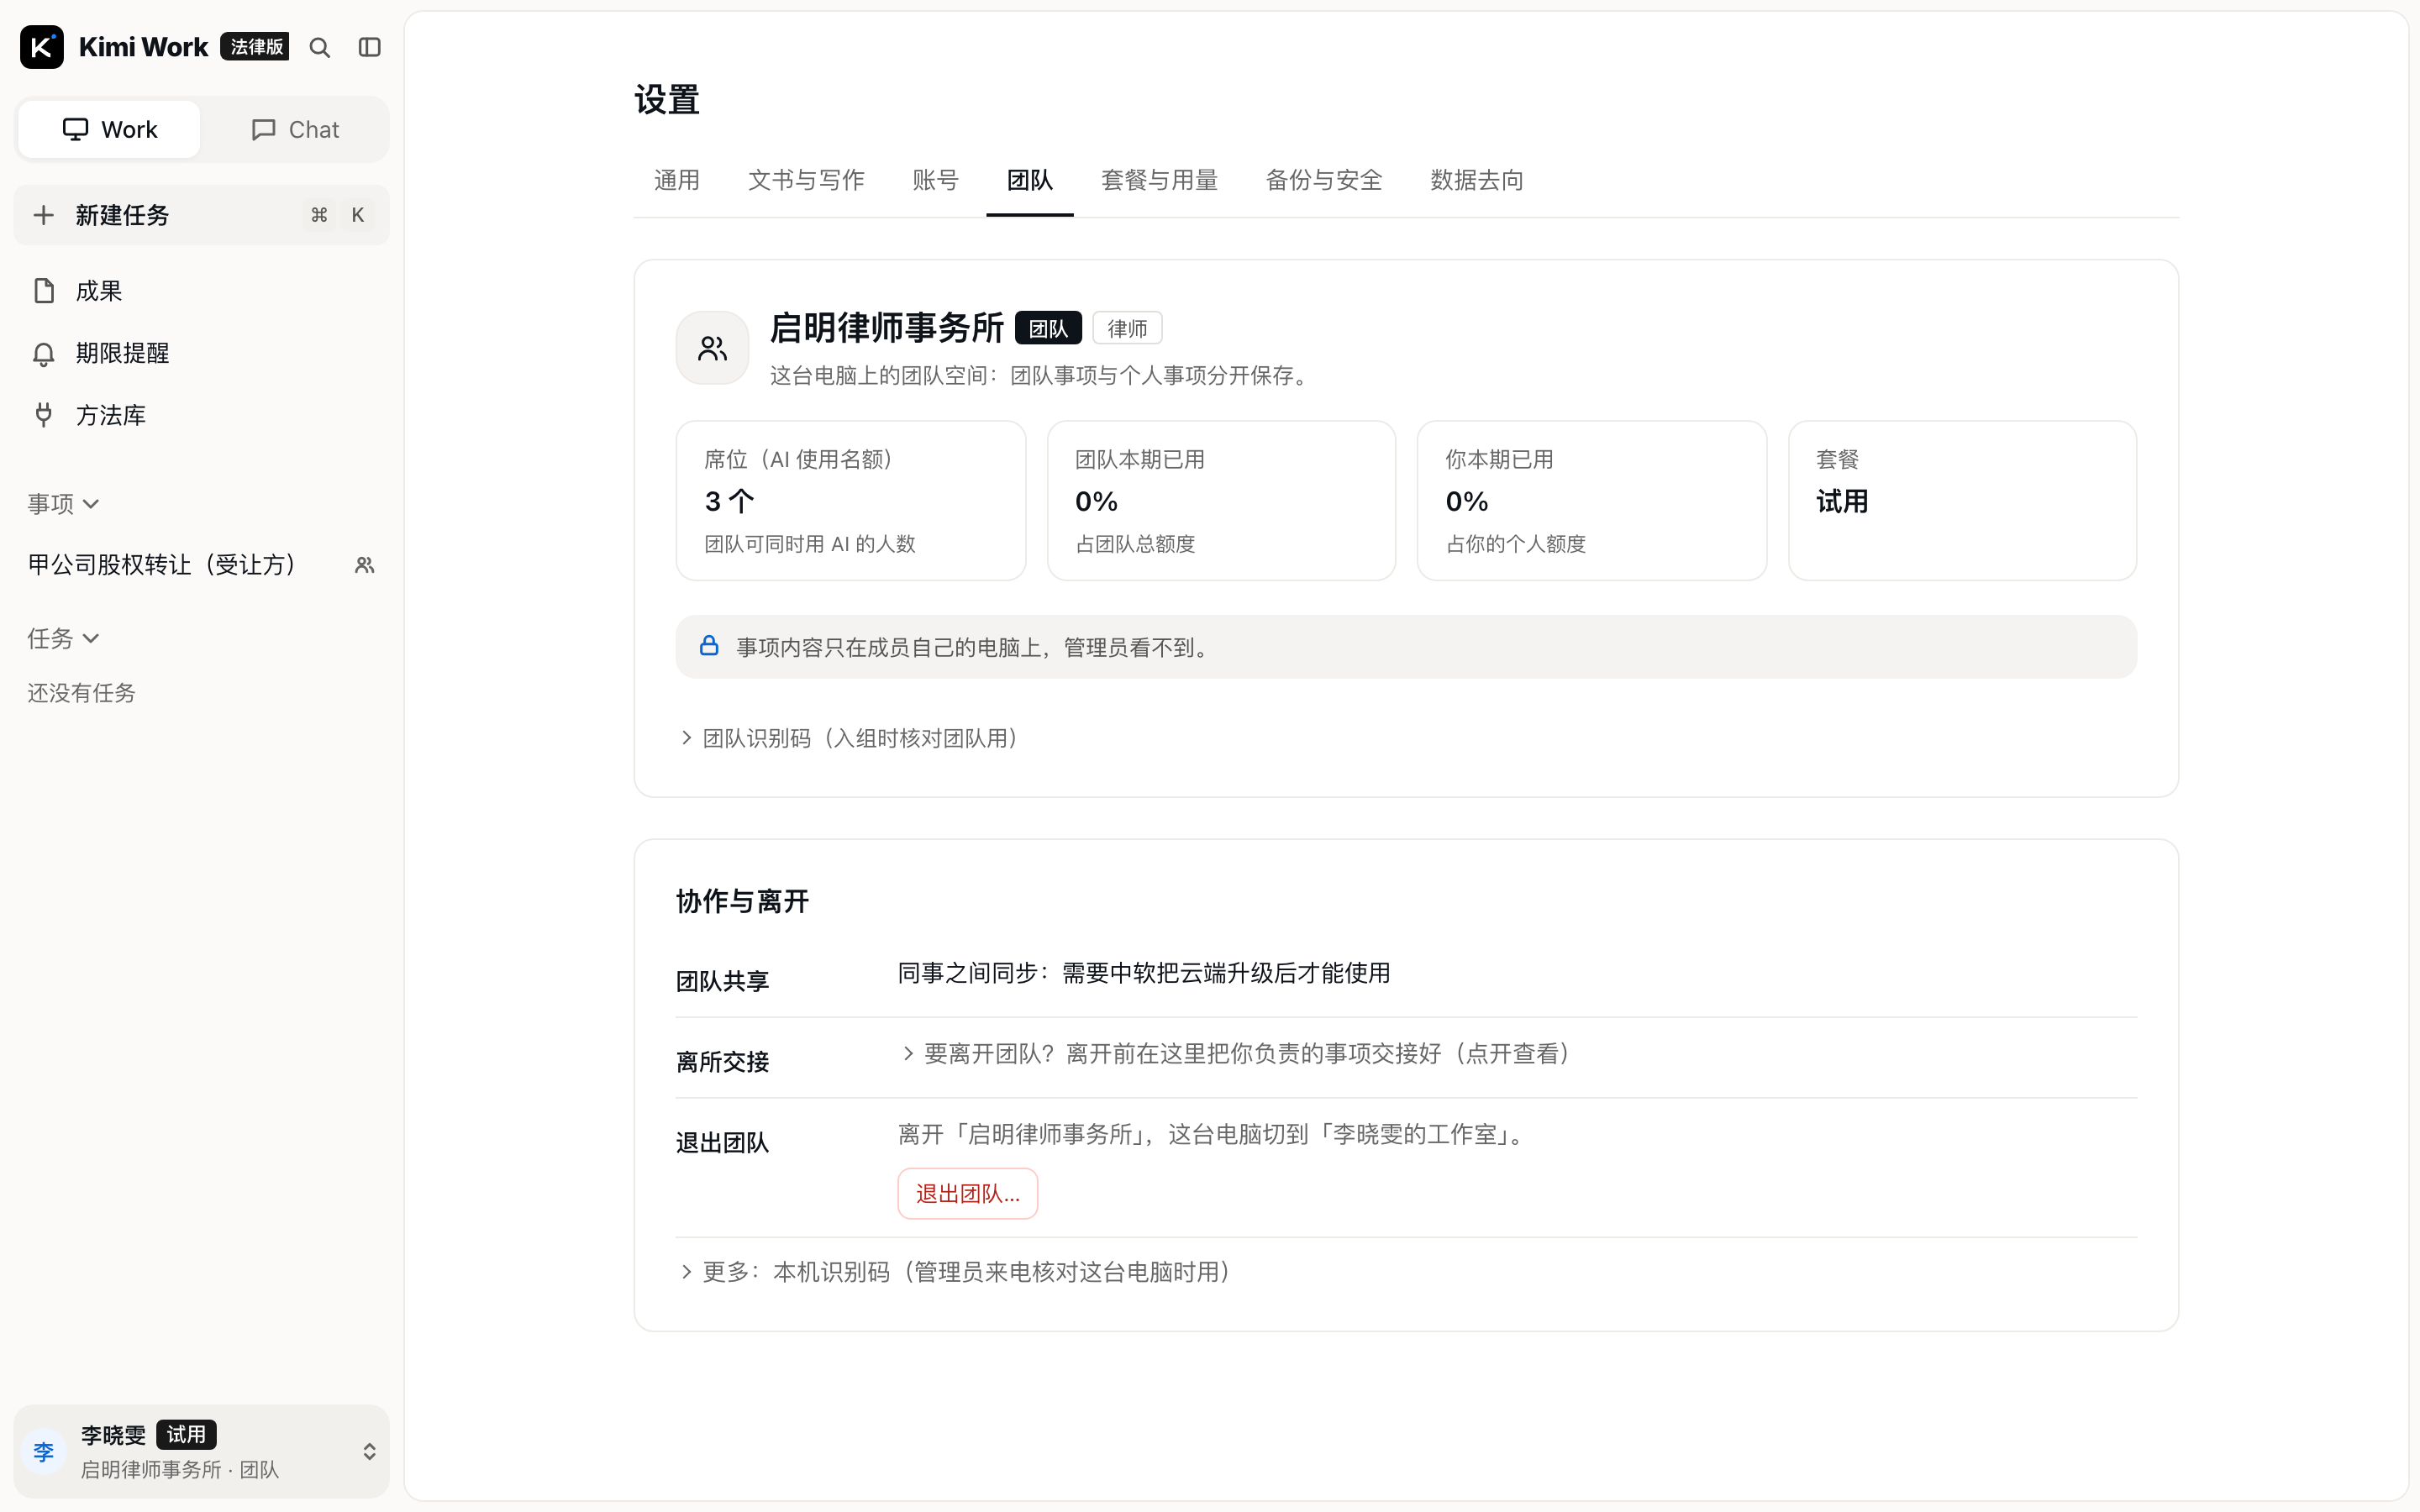 Kimi Work 法律版
Work
Chat
新建任务 ⌘ K
成果
期限提醒
方法库
事项
甲公司股权转让（受让方）
任务
还没有任务
李
李晓雯 试用
启明律师事务所 · 团队
设置
通用 文书与写作 账号 团队 套餐与用量 备份与安全 数据去向
启明律师事务所 团队 律师
这台电脑上的团队空间：团队事项与个人事项分开保存。
席位（AI 使用名额）
3 个
团队可同时用 AI 的人数
团队本期已用
0%
占团队总额度
你本期已用
0%
占你的个人额度
套餐
试用
事项内容只在成员自己的电脑上，管理员看不到。
团队识别码（入组时核对团队用）
协作与离开
团队共享
同事之间同步：需要中软把云端升级后才能使用
离所交接
要离开团队？离开前在这里把你负责的事项交接好（点开查看）
退出团队
离开「启明律师事务所」，这台电脑切到「李晓雯的工作室」。
退出团队...
更多：本机识别码（管理员来电核对这台电脑时用）